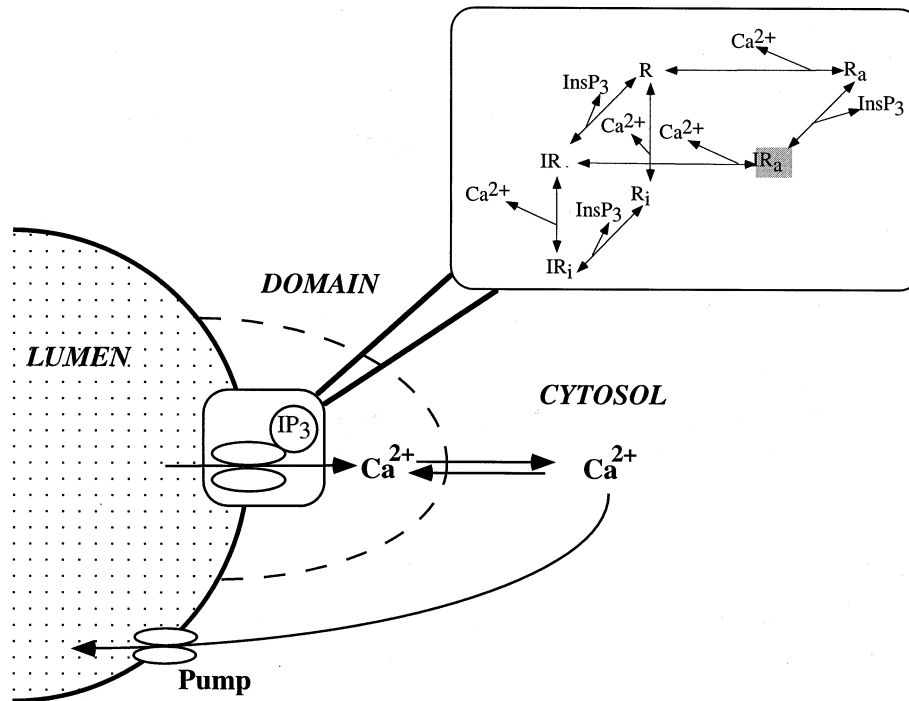 Ca2+
R
Ra
InsP3
InsP3
Ca2+
Ca2+
IR
IRa
Ca2+
InsP3
Ri
IRi
DOMAIN
LUMEN
CYTOSOL
IP3
Ca2+
Ca2+
Pump